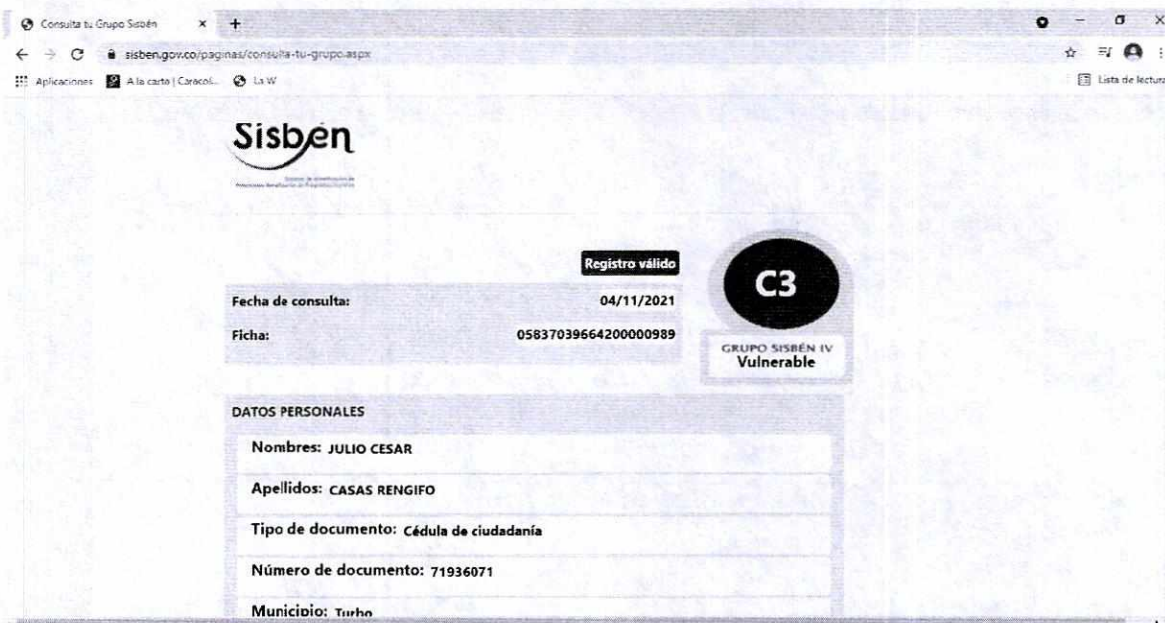 Consulta tu Grupo Sisbén
sisben.gov.co/paginas/consulta-tu-grupo.aspx
Aplicaciones A la carta | Caracol... La W Lista de lectura
Sisbén
Registro válido
Fecha de consulta: 04/11/2021
Ficha: 05837039664200000989
C3
GRUPO SISBÉN IV
Vulnerable
DATOS PERSONALES
Nombres: JULIO CESAR
Apellidos: CASAS RENGIFO
Tipo de documento: Cédula de ciudadanía
Número de documento: 71936071
Municipio: Turbo